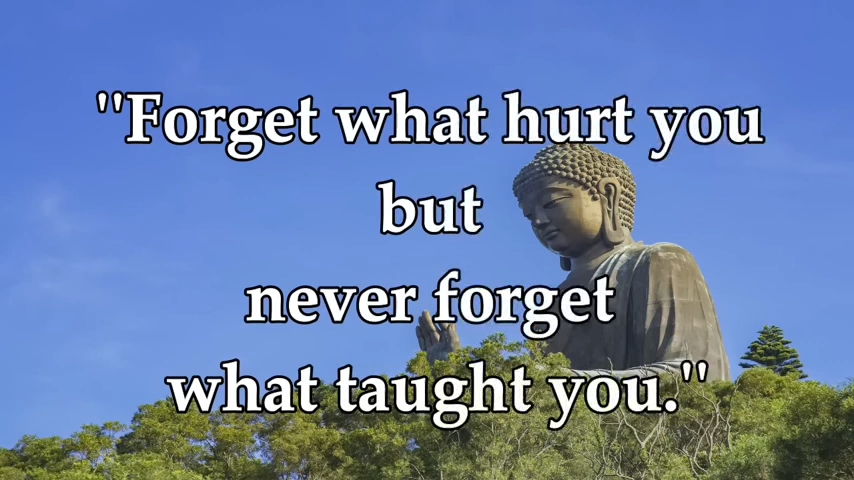 "Forget what hurt you
but
never forget
what taught you."